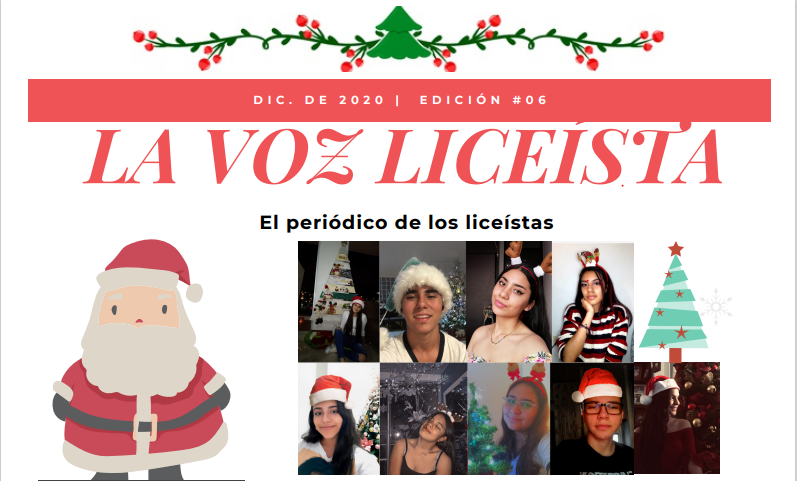 DIC. DE 2020 | EDICIÓN #06
LA VOZ LICEÍSTA
El periódico de los liceístas